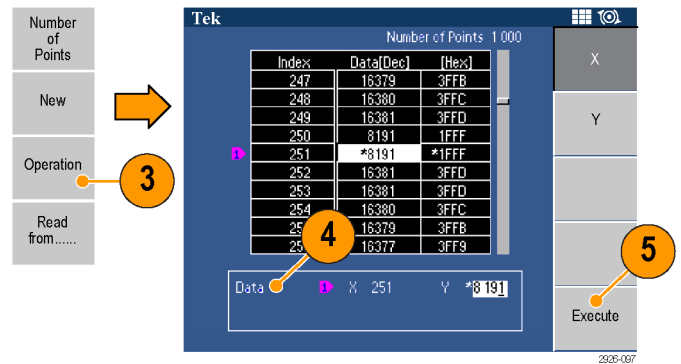 Number
of
Points
New
Operation
3
Read
from......
Tek
Number of Points 1 000
Index Data[Dec] [Hex]
247 16379 3FFB
248 16380 3FFC
249 16381 3FFD
250 8191 1FFF
1 251 *8191 *1FFF
252 16381 3FFD
253 16381 3FFD
254 16380 3FFC
25 16379 3FFB
25 16377 3FF9
4
Data 1 X 251 Y *8 191
X
Y
5
Execute
2926-097